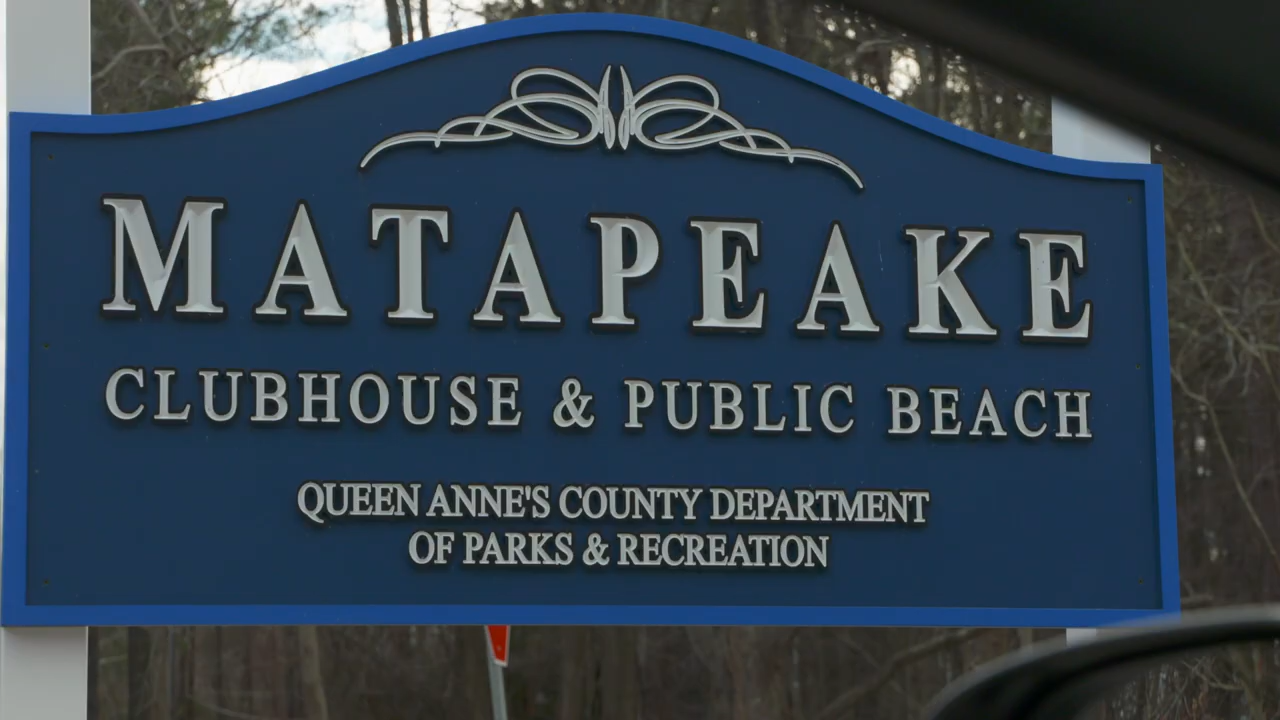 MATAPEAKE
CLUBHOUSE & PUBLIC BEACH
QUEEN ANNE'S COUNTY DEPARTMENT
OF PARKS & RECREATION